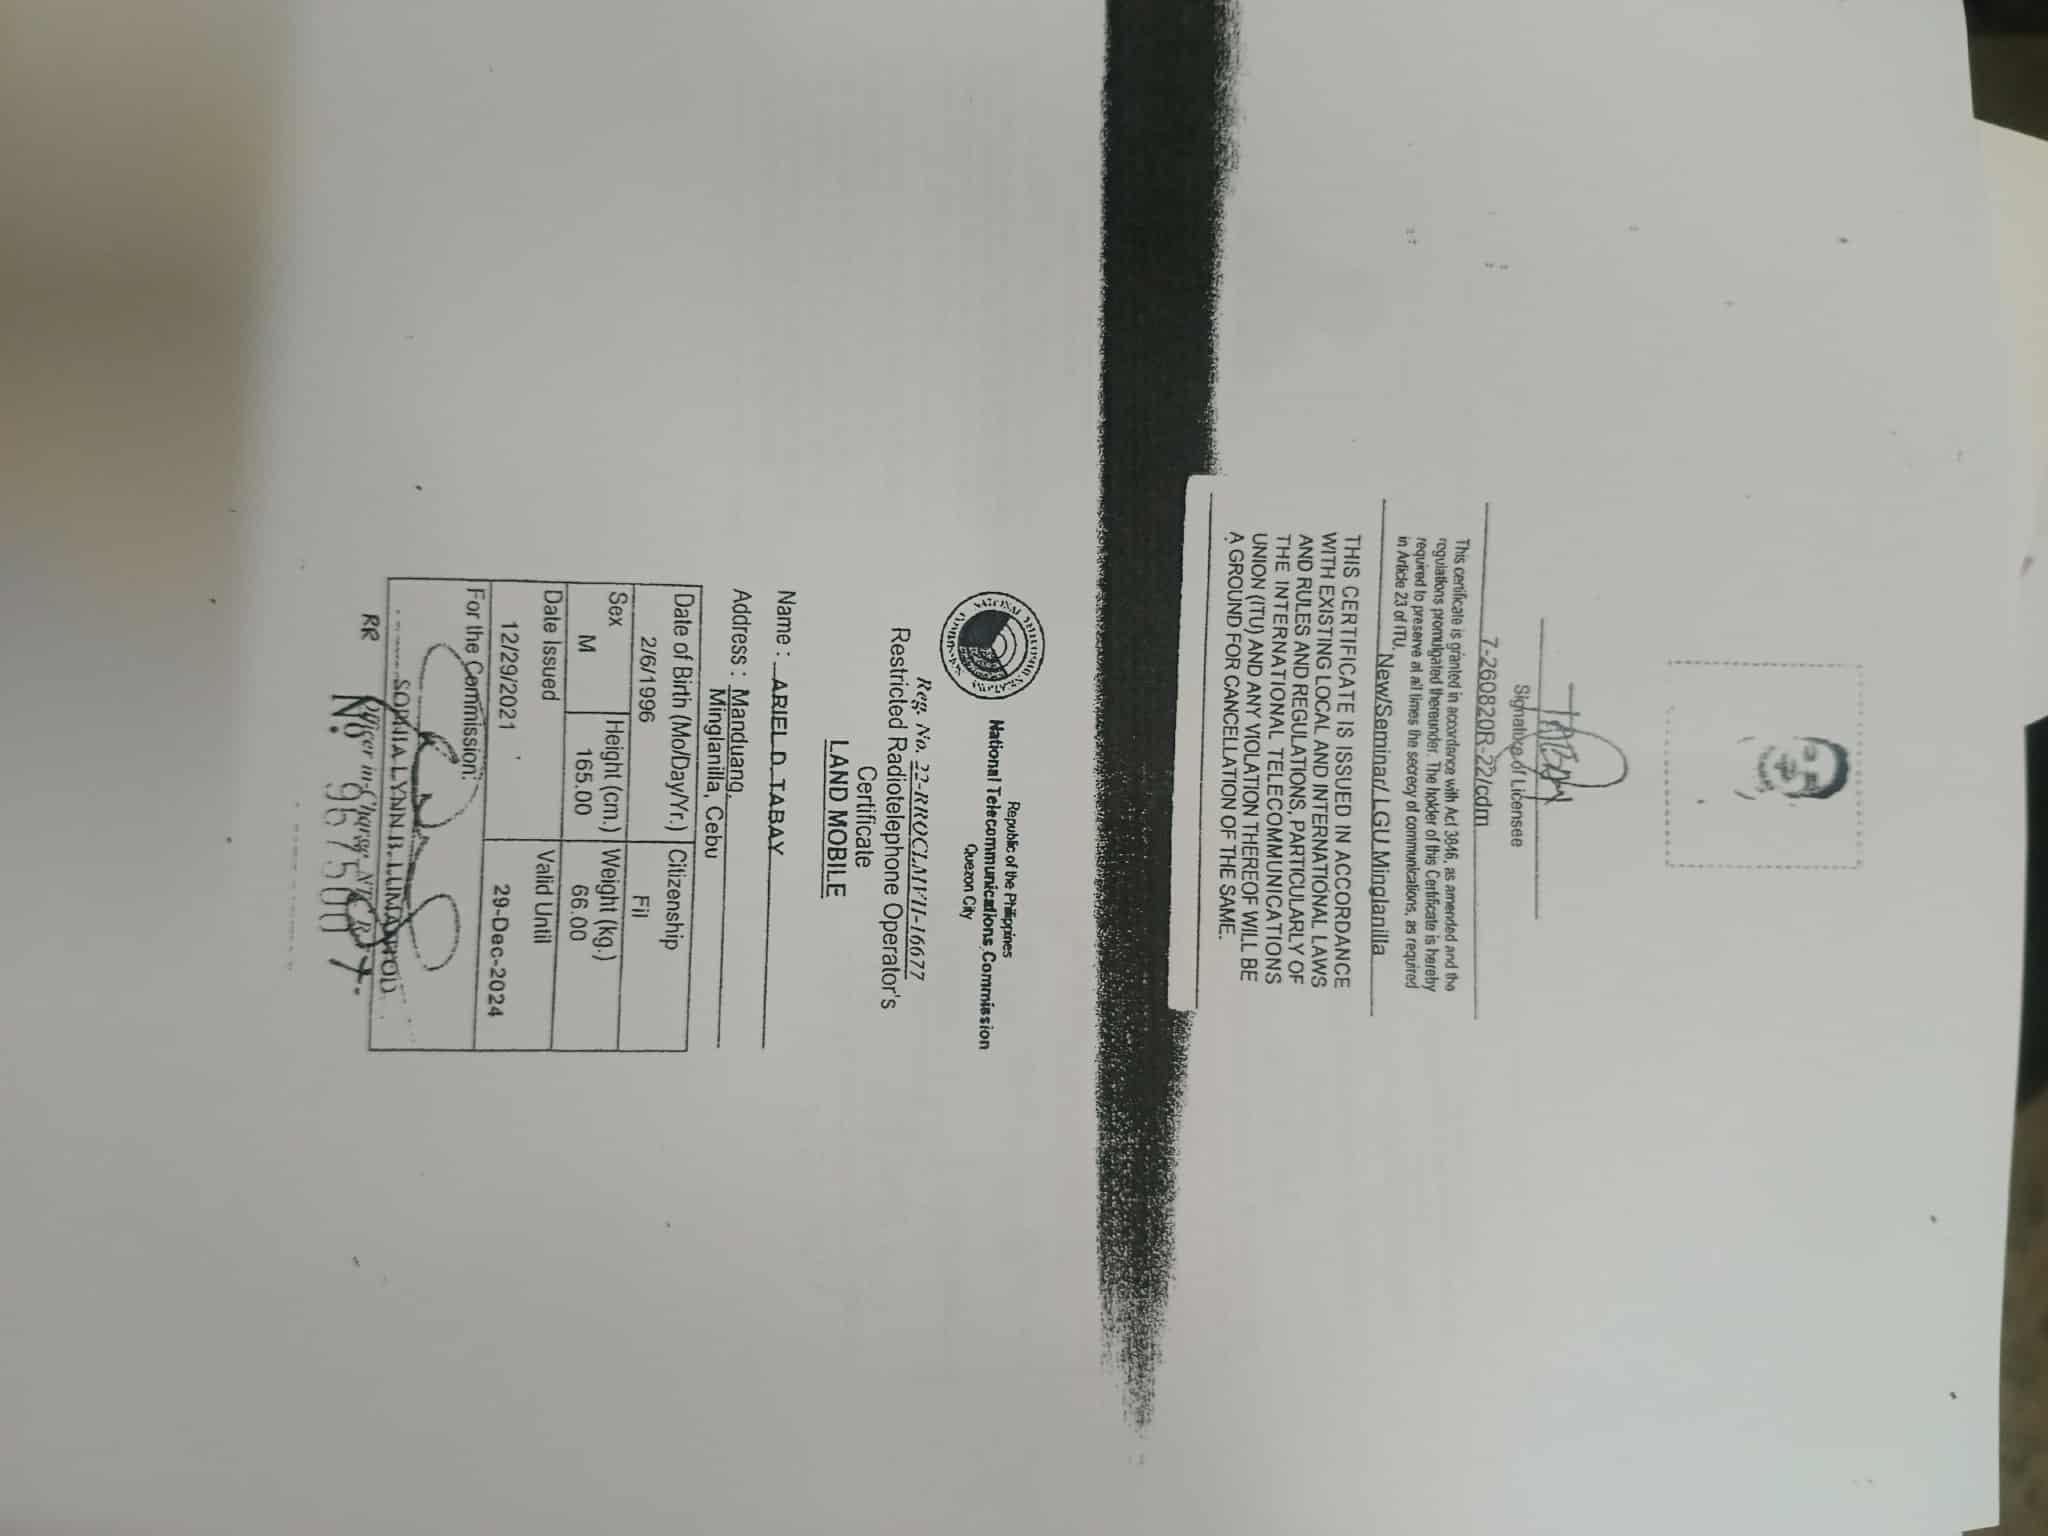 TABAY
Signature of Licensee
7-260820R-22/cdm
This certificate is granted in accordance with Act 3846, as amended and the
regulations promulgated thereunder. The holder of this Certificate is hereby
required to preserve at all times the secrecy of communications, as required
in Article 23 of ITU.
New/Seminar/ LGU Minglanilla
THIS CERTIFICATE IS ISSUED IN ACCORDANCE
WITH EXISTING LOCAL AND INTERNATIONAL LAWS
AND RULES AND REGULATIONS, PARTICULARLY OF
THE INTERNATIONAL TELECOMMUNICATIONS
UNION (ITU) AND ANY VIOLATION THEREOF WILL BE
A GROUND FOR CANCELLATION OF THE SAME.
NATIONAL TELECOMMUNICATIONS COMMISSION
Republic of the Philippines
National Telecommunications Commission
Quezon City
Reg. No. 22-RROCLMVII-16677
Restricted Radiotelephone Operator's
Certificate
LAND MOBILE
Name : ARIEL D. TABAY
Address : Manduang,
Minglanilla, Cebu
Date of Birth (Mo/Day/Yr.) Citizenship
2/6/1996 Fil
Sex Height (cm.) Weight (kg.)
M 165.00 66.00
Date Issued Valid Until
12/29/2021 29-Dec-2024
For the Commission:
SOPHIA LYNN B.
RR Officer in-Charge,
No. 967500